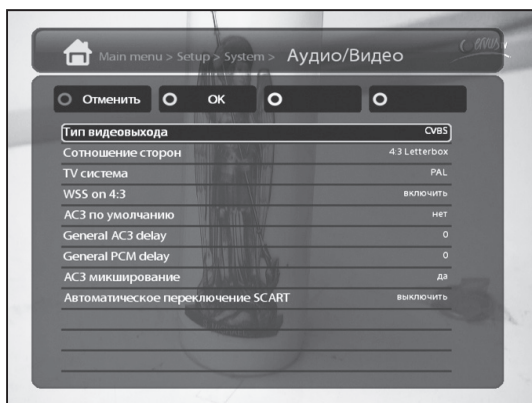 Main menu > Setup > System > Аудио/Видео
Отменить OK
Тип видеовыхода CVBS
Сотношение сторон 4:3 Letterbox
TV система PAL
WSS on 4:3 включить
AC3 по умолчанию нет
General AC3 delay 0
General PCM delay 0
AC3 микширование да
Автоматическое переключение SCART выключить